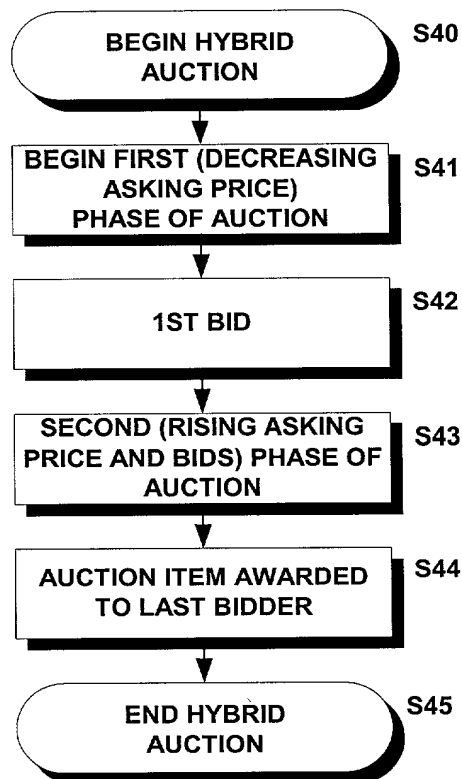 BEGIN HYBRID
AUCTION
S40
BEGIN FIRST (DECREASING
ASKING PRICE)
PHASE OF AUCTION
S41
1ST BID
S42
SECOND (RISING ASKING
PRICE AND BIDS) PHASE OF
AUCTION
S43
AUCTION ITEM AWARDED
TO LAST BIDDER
S44
END HYBRID
AUCTION
S45